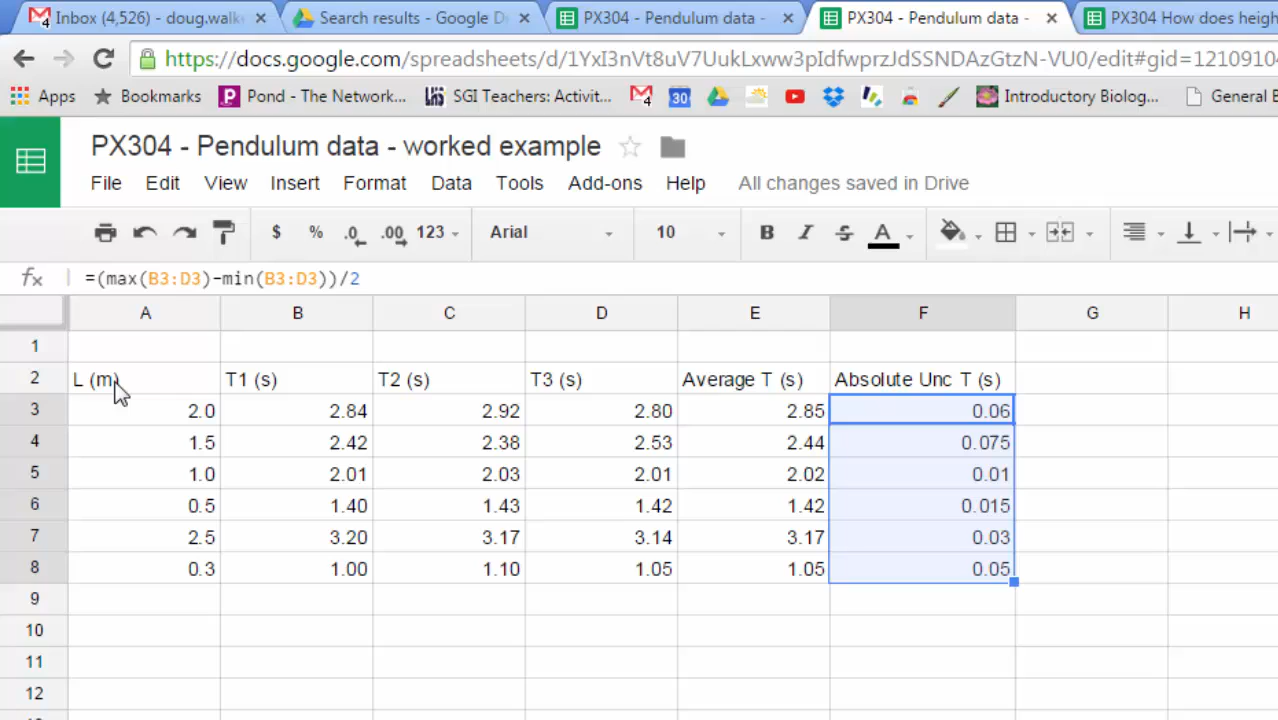 Inbox (4,526) - doug.walk
Search results - Google D
PX304 - Pendulum data -
PX304 - Pendulum data -
PX304 How does heigh
https://docs.google.com/spreadsheets/d/1YxI3nVt8uV7UukLxww3pIdfwprzJdSSNDAzGtzN-VU0/edit#gid=1210910
Apps Bookmarks Pond - The Network... SGI Teachers: Activit... 4 30 Introductory Biolog... General B
PX304 - Pendulum data - worked example
File Edit View Insert Format Data Tools Add-ons Help All changes saved in Drive
$ % .0 .00 123 Arial 10 B I S A
fx =(max(B3:D3)-min(B3:D3))/2
A B C D E F G H
1
2 L (m) T1 (s) T2 (s) T3 (s) Average T (s) Absolute Unc T (s)
3 2.0 2.84 2.92 2.80 2.85 0.06
4 1.5 2.42 2.38 2.53 2.44 0.075
5 1.0 2.01 2.03 2.01 2.02 0.01
6 0.5 1.40 1.43 1.42 1.42 0.015
7 2.5 3.20 3.17 3.14 3.17 0.03
8 0.3 1.00 1.10 1.05 1.05 0.05
9
10
11
12